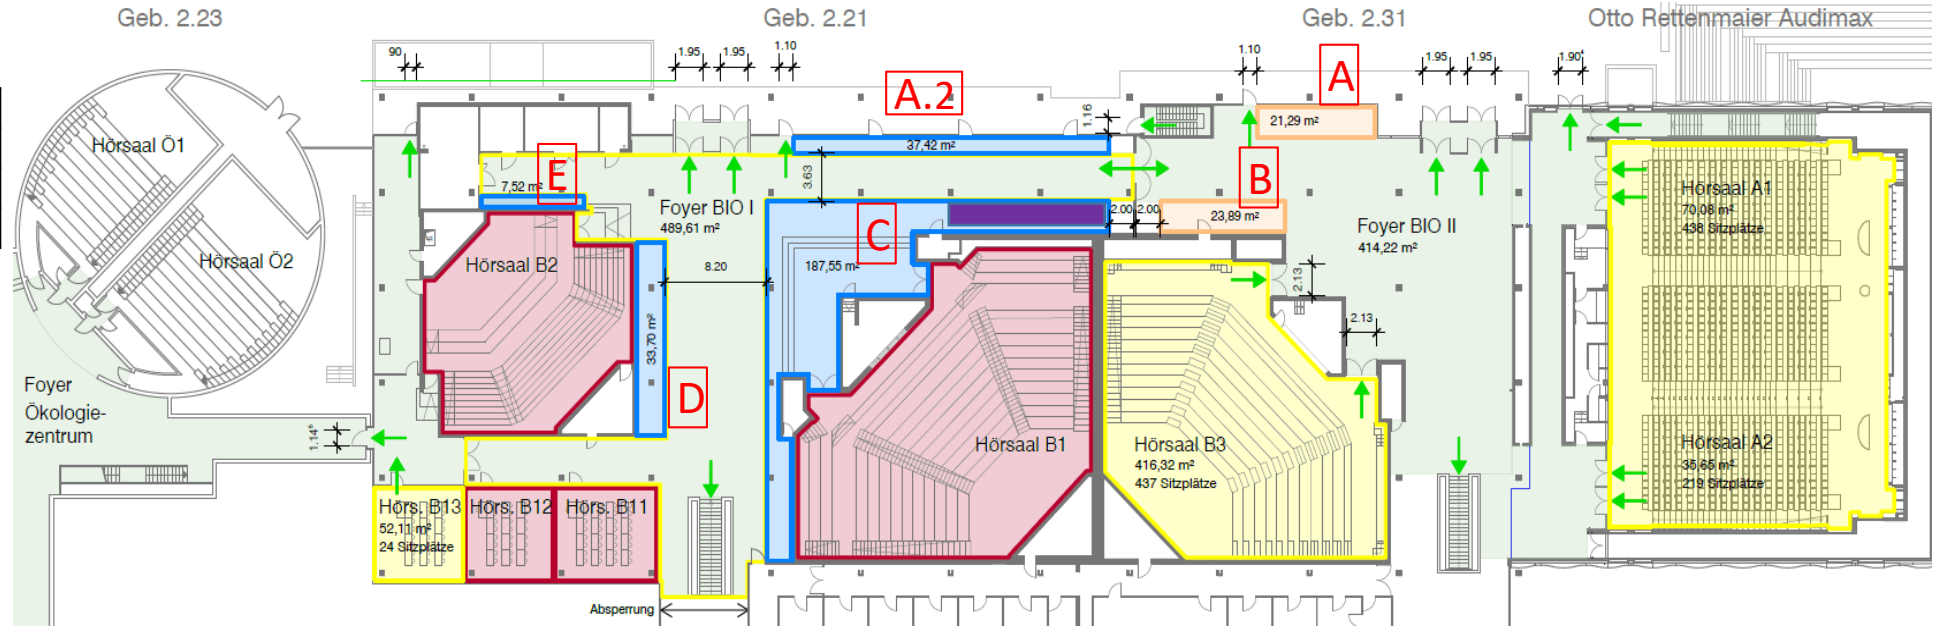 Geb. 2.23
Geb. 2.21
Geb. 2.31
Otto Rettenmaier Audimax
90
1.95
1.95
1.10
1.10
1.95
1.95
1.90⁴
A.2
A
Hörsaal Ö1
Hörsaal Ö2
Foyer
Ökologie-
zentrum
1.14⁵
E
7,52 m²
37,42 m²
1.16
3.63
21,29 m²
B
23,89 m²
2.00
2.00
Foyer BIO I
489,61 m²
C
187,55 m²
8.20
33,70 m²
D
Hörsaal B2
Hörsaal B1
Foyer BIO II
414,22 m²
2.13
2.13
Hörsaal B3
416,32 m²
437 Sitzplätze
Hörsaal A1
70,08 m²
438 Sitzplätze
Hörsaal A2
35,65 m²
219 Sitzplätze
Hörs. B13
52,11 m²
24 Sitzplätze
Hörs. B12
Hörs. B11
Absperrung